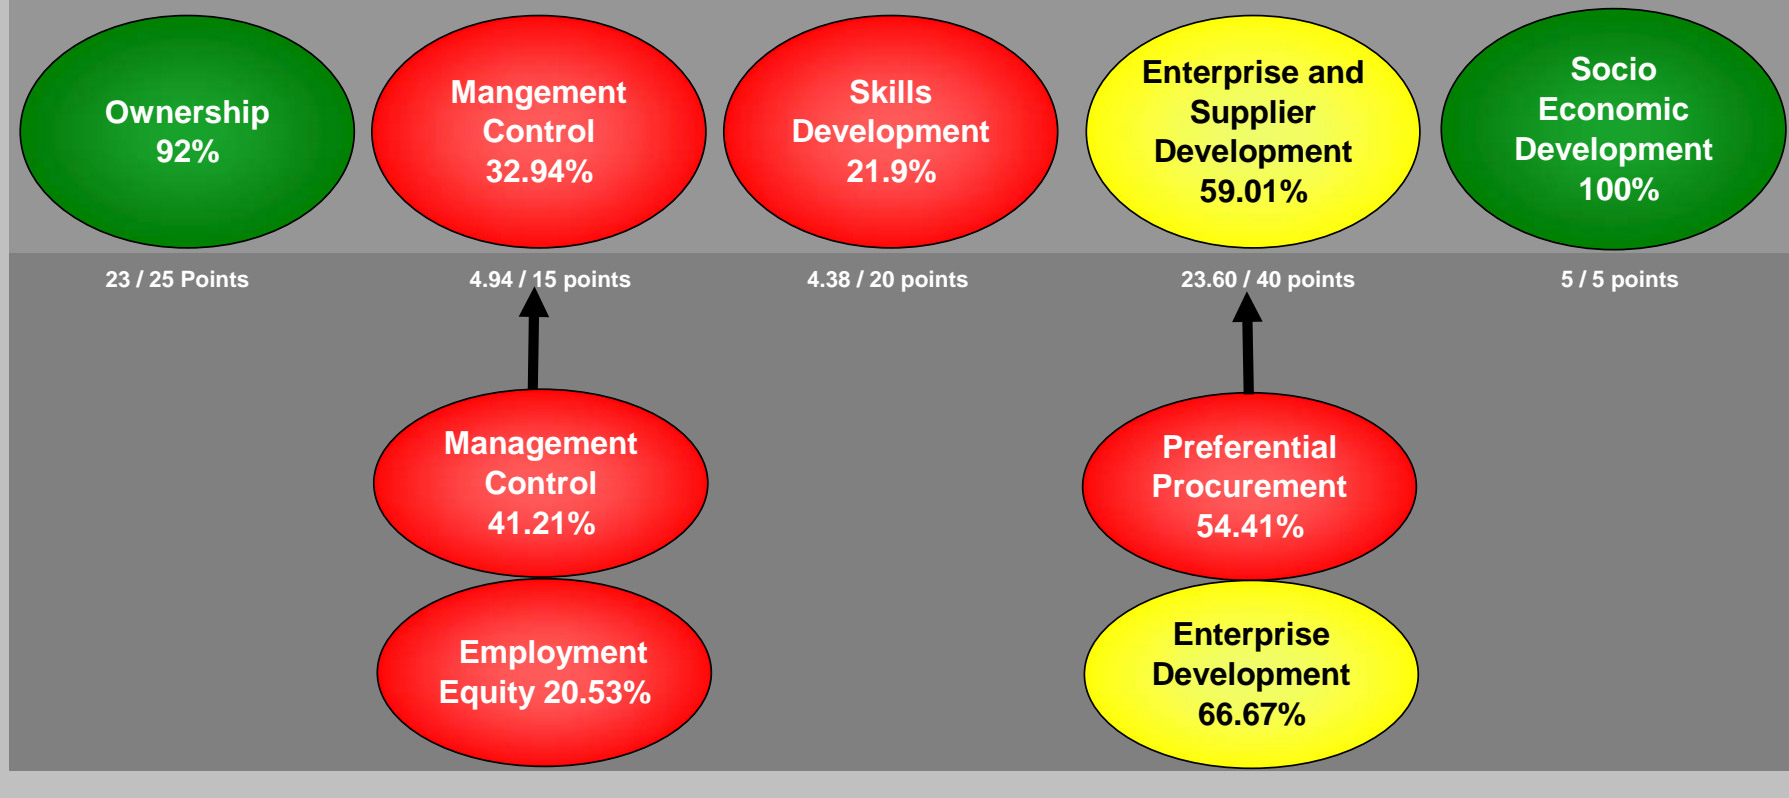 Ownership
92%
Mangement
Control
32.94%
Skills
Development
21.9%
Enterprise and
Supplier
Development
59.01%
Socio
Economic
Development
100%
23 / 25 Points
4.94 / 15 points
4.38 / 20 points
23.60 / 40 points
5 / 5 points
Management
Control
41.21%
Preferential
Procurement
54.41%
Employment
Equity 20.53%
Enterprise
Development
66.67%